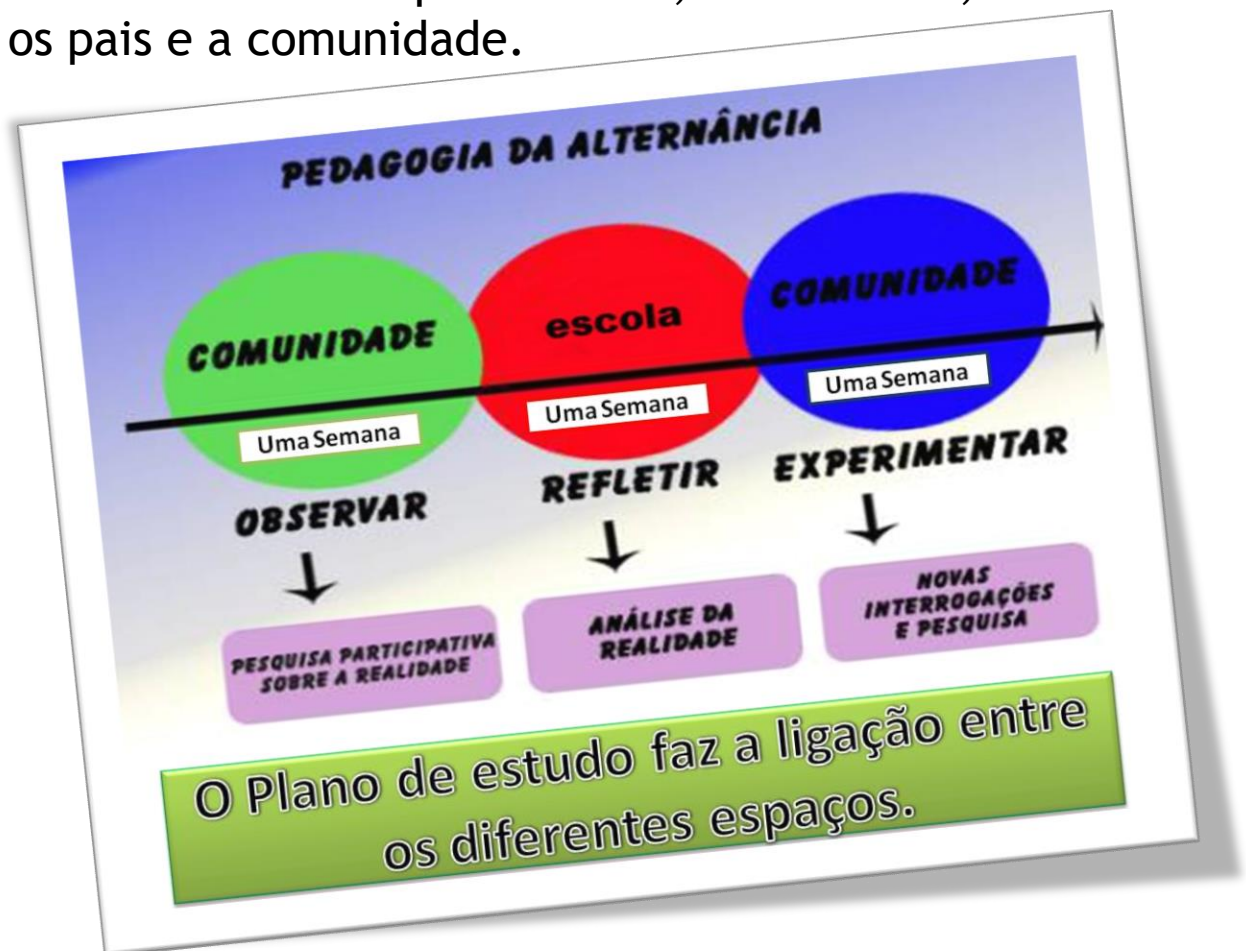 os pais e a comunidade.
PEDAGOGIA DA ALTERNÂNCIA
COMUNIDADE
escola
COMUNIDADE
Uma Semana
Uma Semana
Uma Semana
OBSERVAR
REFLETIR
EXPERIMENTAR
PESQUISA PARTICIPATIVA
SOBRE A REALIDADE
ANÁLISE DA
REALIDADE
NOVAS
INTERROGAÇÕES
E PESQUISA
O Plano de estudo faz a ligação entre
os diferentes espaços.